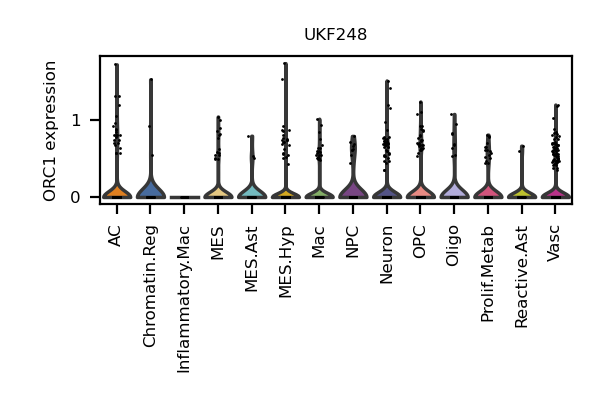 UKF248
ORC1 expression
1
0
AC
Chromatin.Reg
Inflammatory.Mac
MES
MES.Ast
MES.Hyp
Mac
NPC
Neuron
OPC
Oligo
Prolif.Metab
Reactive.Ast
Vasc